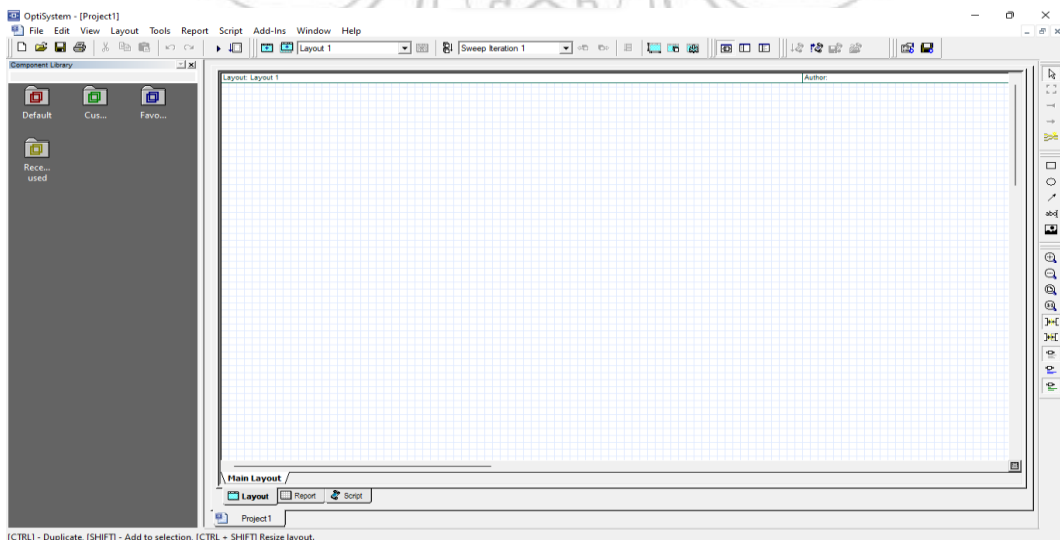 OptiSystem - [Project1]
File Edit View Layout Tools Report Script Add-Ins Window Help
Layout 1
Sweep Iteration 1
Component Library
Default Cus... Favo...
Rece...
used
Layout: Layout 1 Author:
abc
Main Layout
Layout Report Script
Project1
[CTRL] - Duplicate, [SHIFT] - Add to selection, [CTRL + SHIFT] Resize layout.